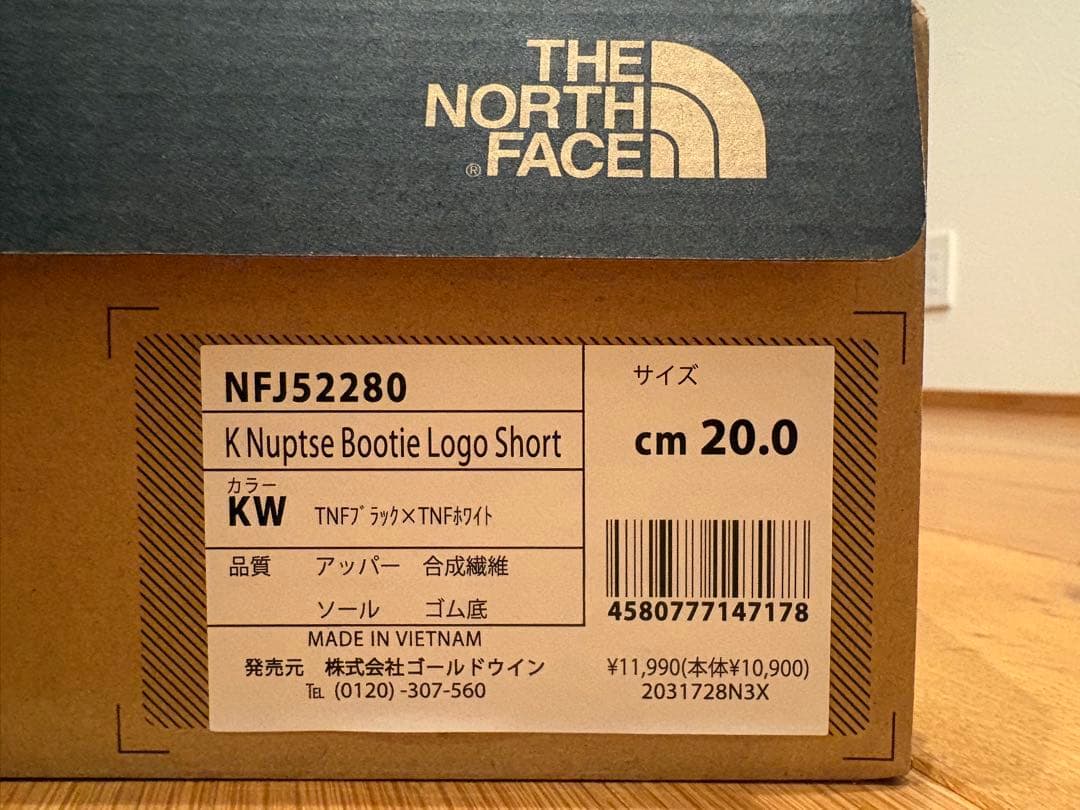 THE
NORTH
FACE
®
NFJ52280
K Nuptse Bootie Logo Short
カラー
KW TNFブラック×TNFホワイト
品質 アッパー 合成繊維
ソール ゴム底
MADE IN VIETNAM
発売元 株式会社ゴールドウイン
℡ (0120) -307-560
サイズ
cm 20.0
4580777147178
¥11,990(本体¥10,900)
2031728N3X